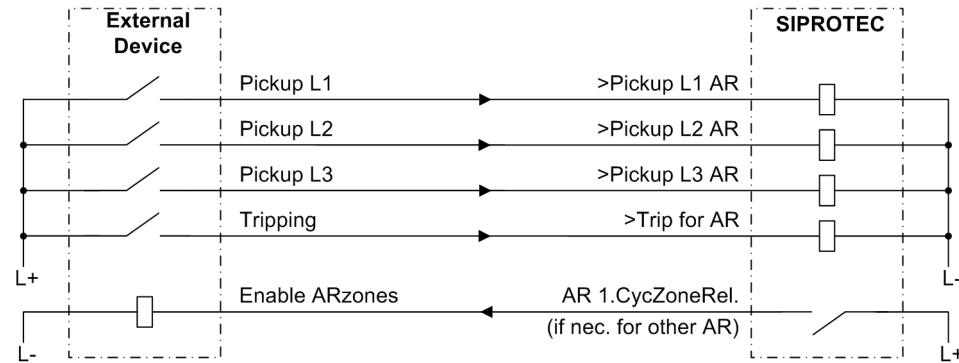 External
Device
SIPROTEC
Pickup L1
>Pickup L1 AR
Pickup L2
>Pickup L2 AR
Pickup L3
>Pickup L3 AR
Tripping
>Trip for AR
L+
L-
Enable ARzones
AR 1.CycZoneRel.
(if nec. for other AR)
L-
L+